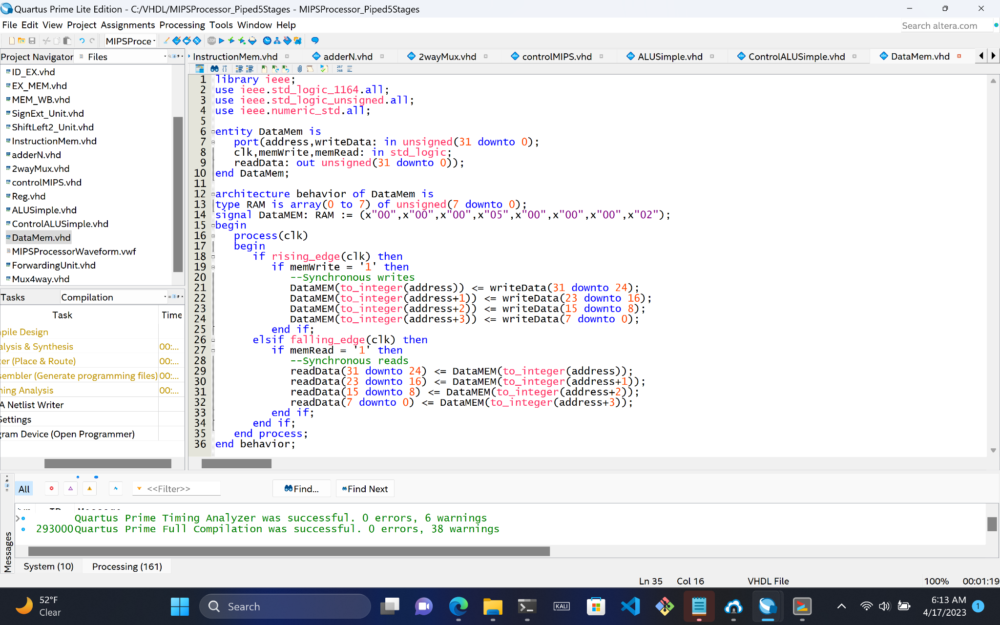 Quartus Prime Lite Edition - C:/VHDL/MIPSProcessor_Piped5Stages - MIPSProcessor_Piped5Stages
File Edit View Project Assignments Processing Tools Window Help
Search altera.com
MIPSProce
Project Navigator Files
InstructionMem.vhd adderN.vhd 2wayMux.vhd controlMIPS.vhd ALUSimple.vhd ControlALUSimple.vhd DataMem.vhd
ID_EX.vhd
EX_MEM.vhd
MEM_WB.vhd
SignExt_Unit.vhd
ShiftLeft2_Unit.vhd
InstructionMem.vhd
adderN.vhd
2wayMux.vhd
controlMIPS.vhd
Reg.vhd
ALUSimple.vhd
ControlALUSimple.vhd
DataMem.vhd
MIPSProcessorWaveform.vwf
ForwardingUnit.vhd
Mux4way.vhd
Tasks Compilation
Task Time
pile Design
alysis & Synthesis 00:...
ter (Place & Route) 00:...
sembler (Generate programming files) 00:...
ning Analysis 00:...
A Netlist Writer
Settings
gram Device (Open Programmer)
267
268
1 library ieee;
2 use ieee.std_logic_1164.all;
3 use ieee.std_logic_unsigned.all;
4 use ieee.numeric_std.all;
5
6 entity DataMem is
7 port(address,writeData: in unsigned(31 downto 0);
8 clk,memWrite,memRead: in std_logic;
9 readData: out unsigned(31 downto 0));
10 end DataMem;
11
12 architecture behavior of DataMem is
13 type RAM is array(0 to 7) of unsigned(7 downto 0);
14 signal DataMEM: RAM := (x"00",x"00",x"00",x"05",x"00",x"00",x"00",x"02");
15 begin
16 process(clk)
17 begin
18 if rising_edge(clk) then
19 if memWrite = '1' then
20 --Synchronous writes
21 DataMEM(to_integer(address)) <= writeData(31 downto 24);
22 DataMEM(to_integer(address+1)) <= writeData(23 downto 16);
23 DataMEM(to_integer(address+2)) <= writeData(15 downto 8);
24 DataMEM(to_integer(address+3)) <= writeData(7 downto 0);
25 end if;
26 elsif falling_edge(clk) then
27 if memRead = '1' then
28 --Synchronous reads
29 readData(31 downto 24) <= DataMEM(to_integer(address));
30 readData(23 downto 16) <= DataMEM(to_integer(address+1));
31 readData(15 downto 8) <= DataMEM(to_integer(address+2));
32 readData(7 downto 0) <= DataMEM(to_integer(address+3));
33 end if;
34 end if;
35 end process;
36 end behavior;
All <<Filter>> Find... Find Next
Quartus Prime Timing Analyzer was successful. 0 errors, 6 warnings
293000 Quartus Prime Full Compilation was successful. 0 errors, 38 warnings
Messages
System (10) Processing (161)
Ln 35 Col 16 VHDL File 100% 00:01:19
52°F
Clear
Search
KALI
6:13 AM
4/17/2023
1